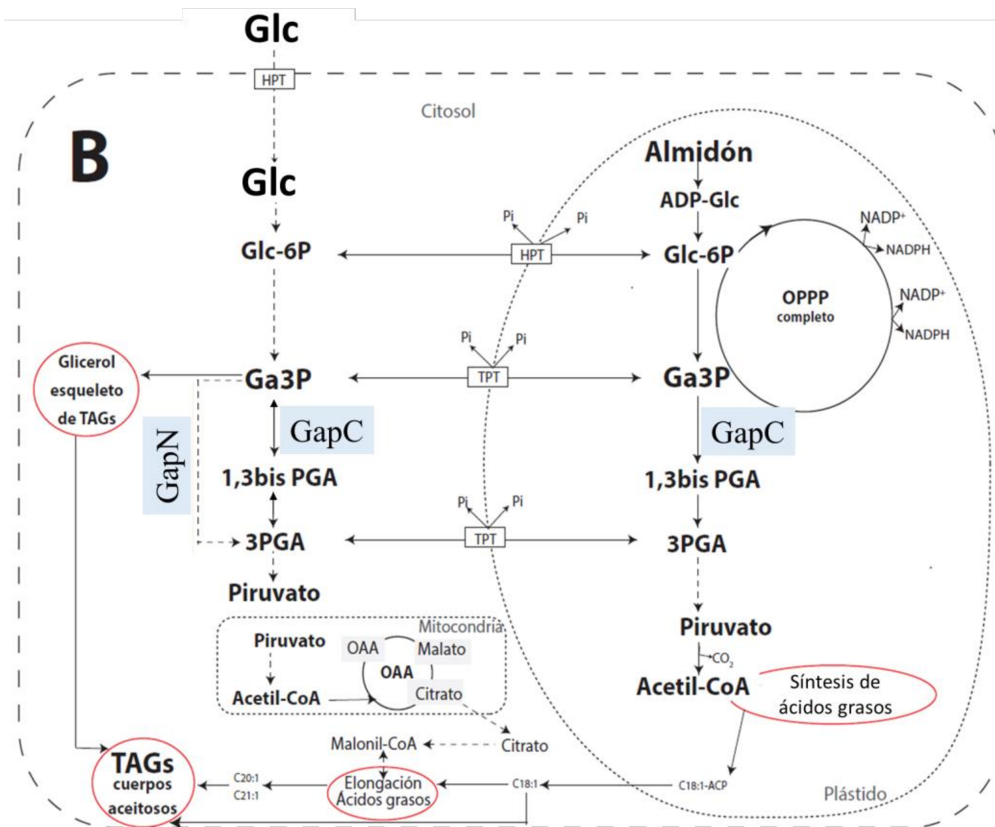 Glc
HPT
Citosol
B
Almidón
Glc
ADP-Glc
Pi
Pi
NADP+
Glc-6P
HPT
Glc-6P
NADPH
OPPP
completo
NADP+
NADPH
Pi
Pi
Glicerol
esqueleto
de TAGs
Ga3P
TPT
Ga3P
GapN
GapC
GapC
1,3bis PGA
1,3bis PGA
Pi
Pi
3PGA
TPT
3PGA
Piruvato
Mitocondria
Piruvato
OAA
Malato
OAA
Acetil-CoA
Citrato
Piruvato
CO2
Acetil-CoA
Síntesis de
ácidos grasos
Malonil-CoA
Citrato
TAGs
cuerpos
aceitosos
C20:1
C21:1
Elongación
Ácidos grasos
C18:1
C18:1-ACP
Plástido